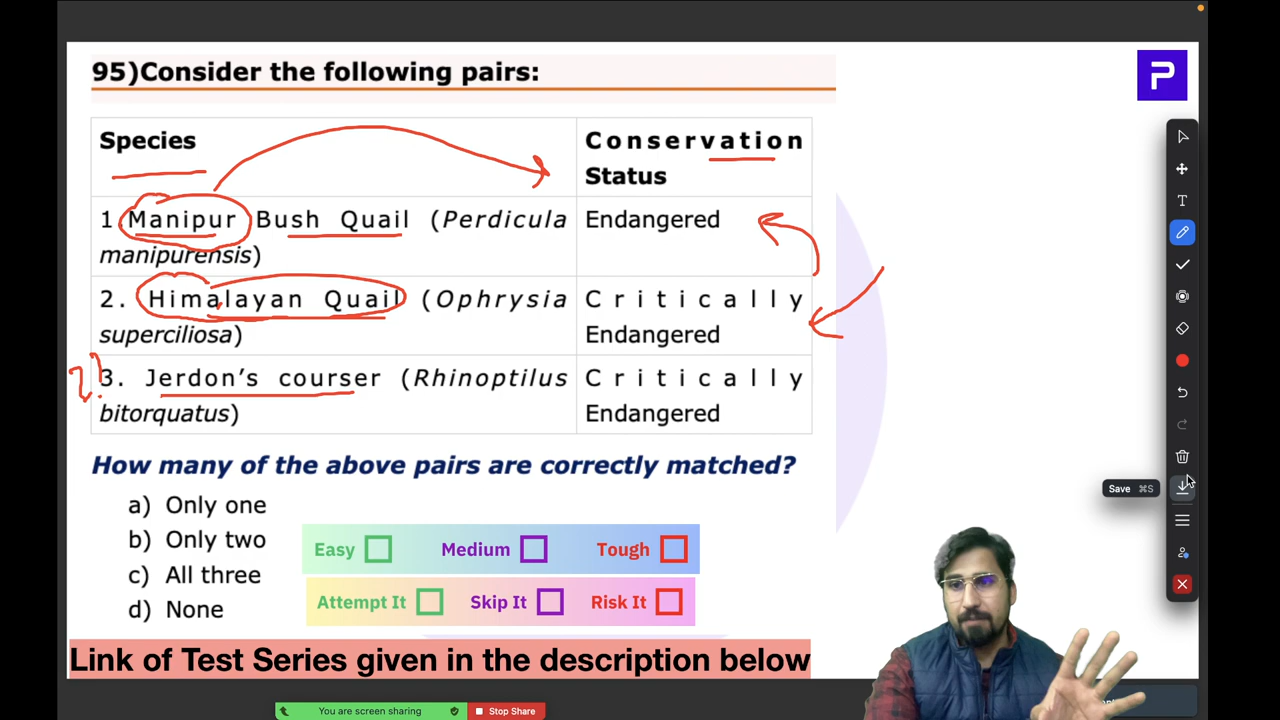 95)Consider the following pairs:
Species
Conservation
Status
1 Manipur Bush Quail (Perdicula
manipurensis)
Endangered
2. Himalayan Quail (Ophrysia
superciliosa)
Critically
Endangered
3. Jerdon's courser (Rhinoptilus
bitorquatus)
Critically
Endangered
How many of the above pairs are correctly matched?
a) Only one
b) Only two
c) All three
d) None
Easy Medium Tough
Attempt It Skip It Risk It
Link of Test Series given in the description below
P
T
Save ⌘S
You are screen sharing
Stop Share